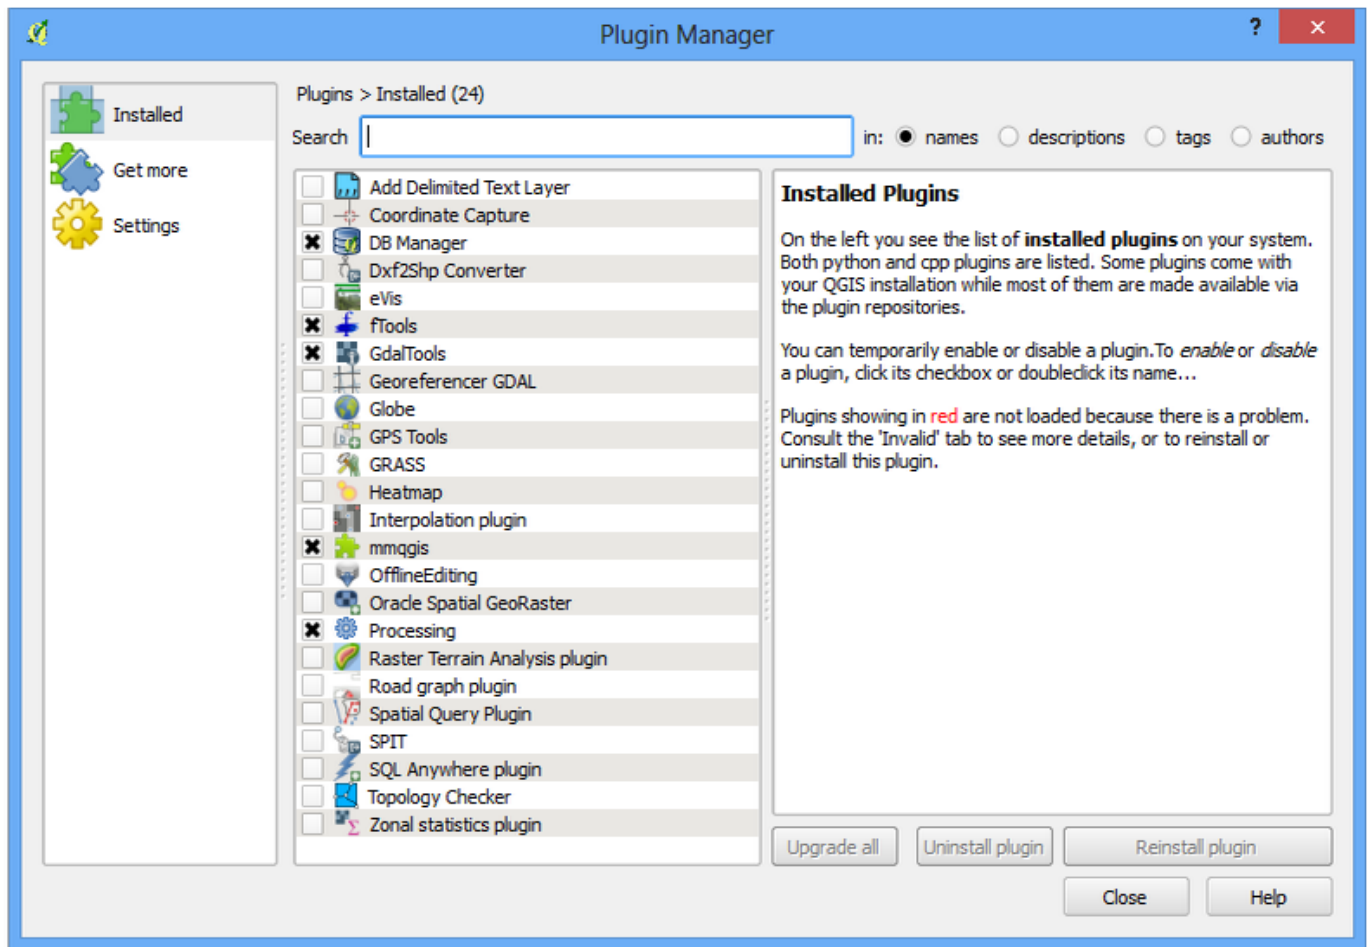 Plugin Manager
?
Installed
Get more
Settings
Plugins > Installed (24)
Search in: names descriptions tags authors
Add Delimited Text Layer
Coordinate Capture
DB Manager
Dxf2Shp Converter
eVis
fTools
GdalTools
Georeferencer GDAL
Globe
GPS Tools
GRASS
Heatmap
Interpolation plugin
mmqgis
OfflineEditing
Oracle Spatial GeoRaster
Processing
Raster Terrain Analysis plugin
Road graph plugin
Spatial Query Plugin
SPIT
SQL Anywhere plugin
Topology Checker
Zonal statistics plugin
Installed Plugins
On the left you see the list of installed plugins on your system.
Both python and cpp plugins are listed. Some plugins come with
your QGIS installation while most of them are made available via
the plugin repositories.
You can temporarily enable or disable a plugin.To enable or disable
a plugin, click its checkbox or doubleclick its name...
Plugins showing in red are not loaded because there is a problem.
Consult the 'Invalid' tab to see more details, or to reinstall or
uninstall this plugin.
Upgrade all Uninstall plugin Reinstall plugin
Close Help